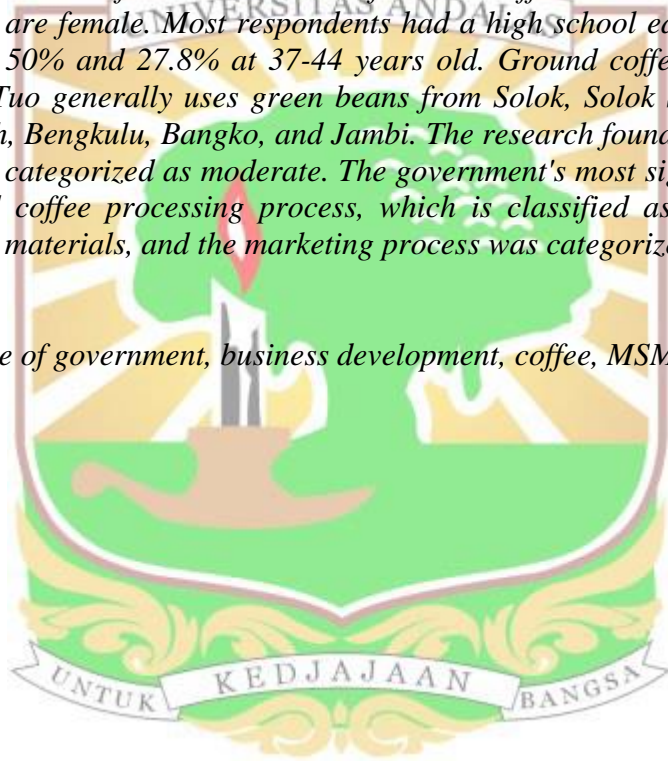 UNIVERSITAS ANDALAS
are female. Most respondents had a high school e
50% and 27.8% at 37-44 years old. Ground coffe
Tuo generally uses green beans from Solok, Solok
h, Bengkulu, Bangko, and Jambi. The research foun
categorized as moderate. The government's most si
coffee processing process, which is classified as
materials, and the marketing process was categoriz
e of government, business development, coffee, MSM
UNTUK KEDJAJAAN BANGSA